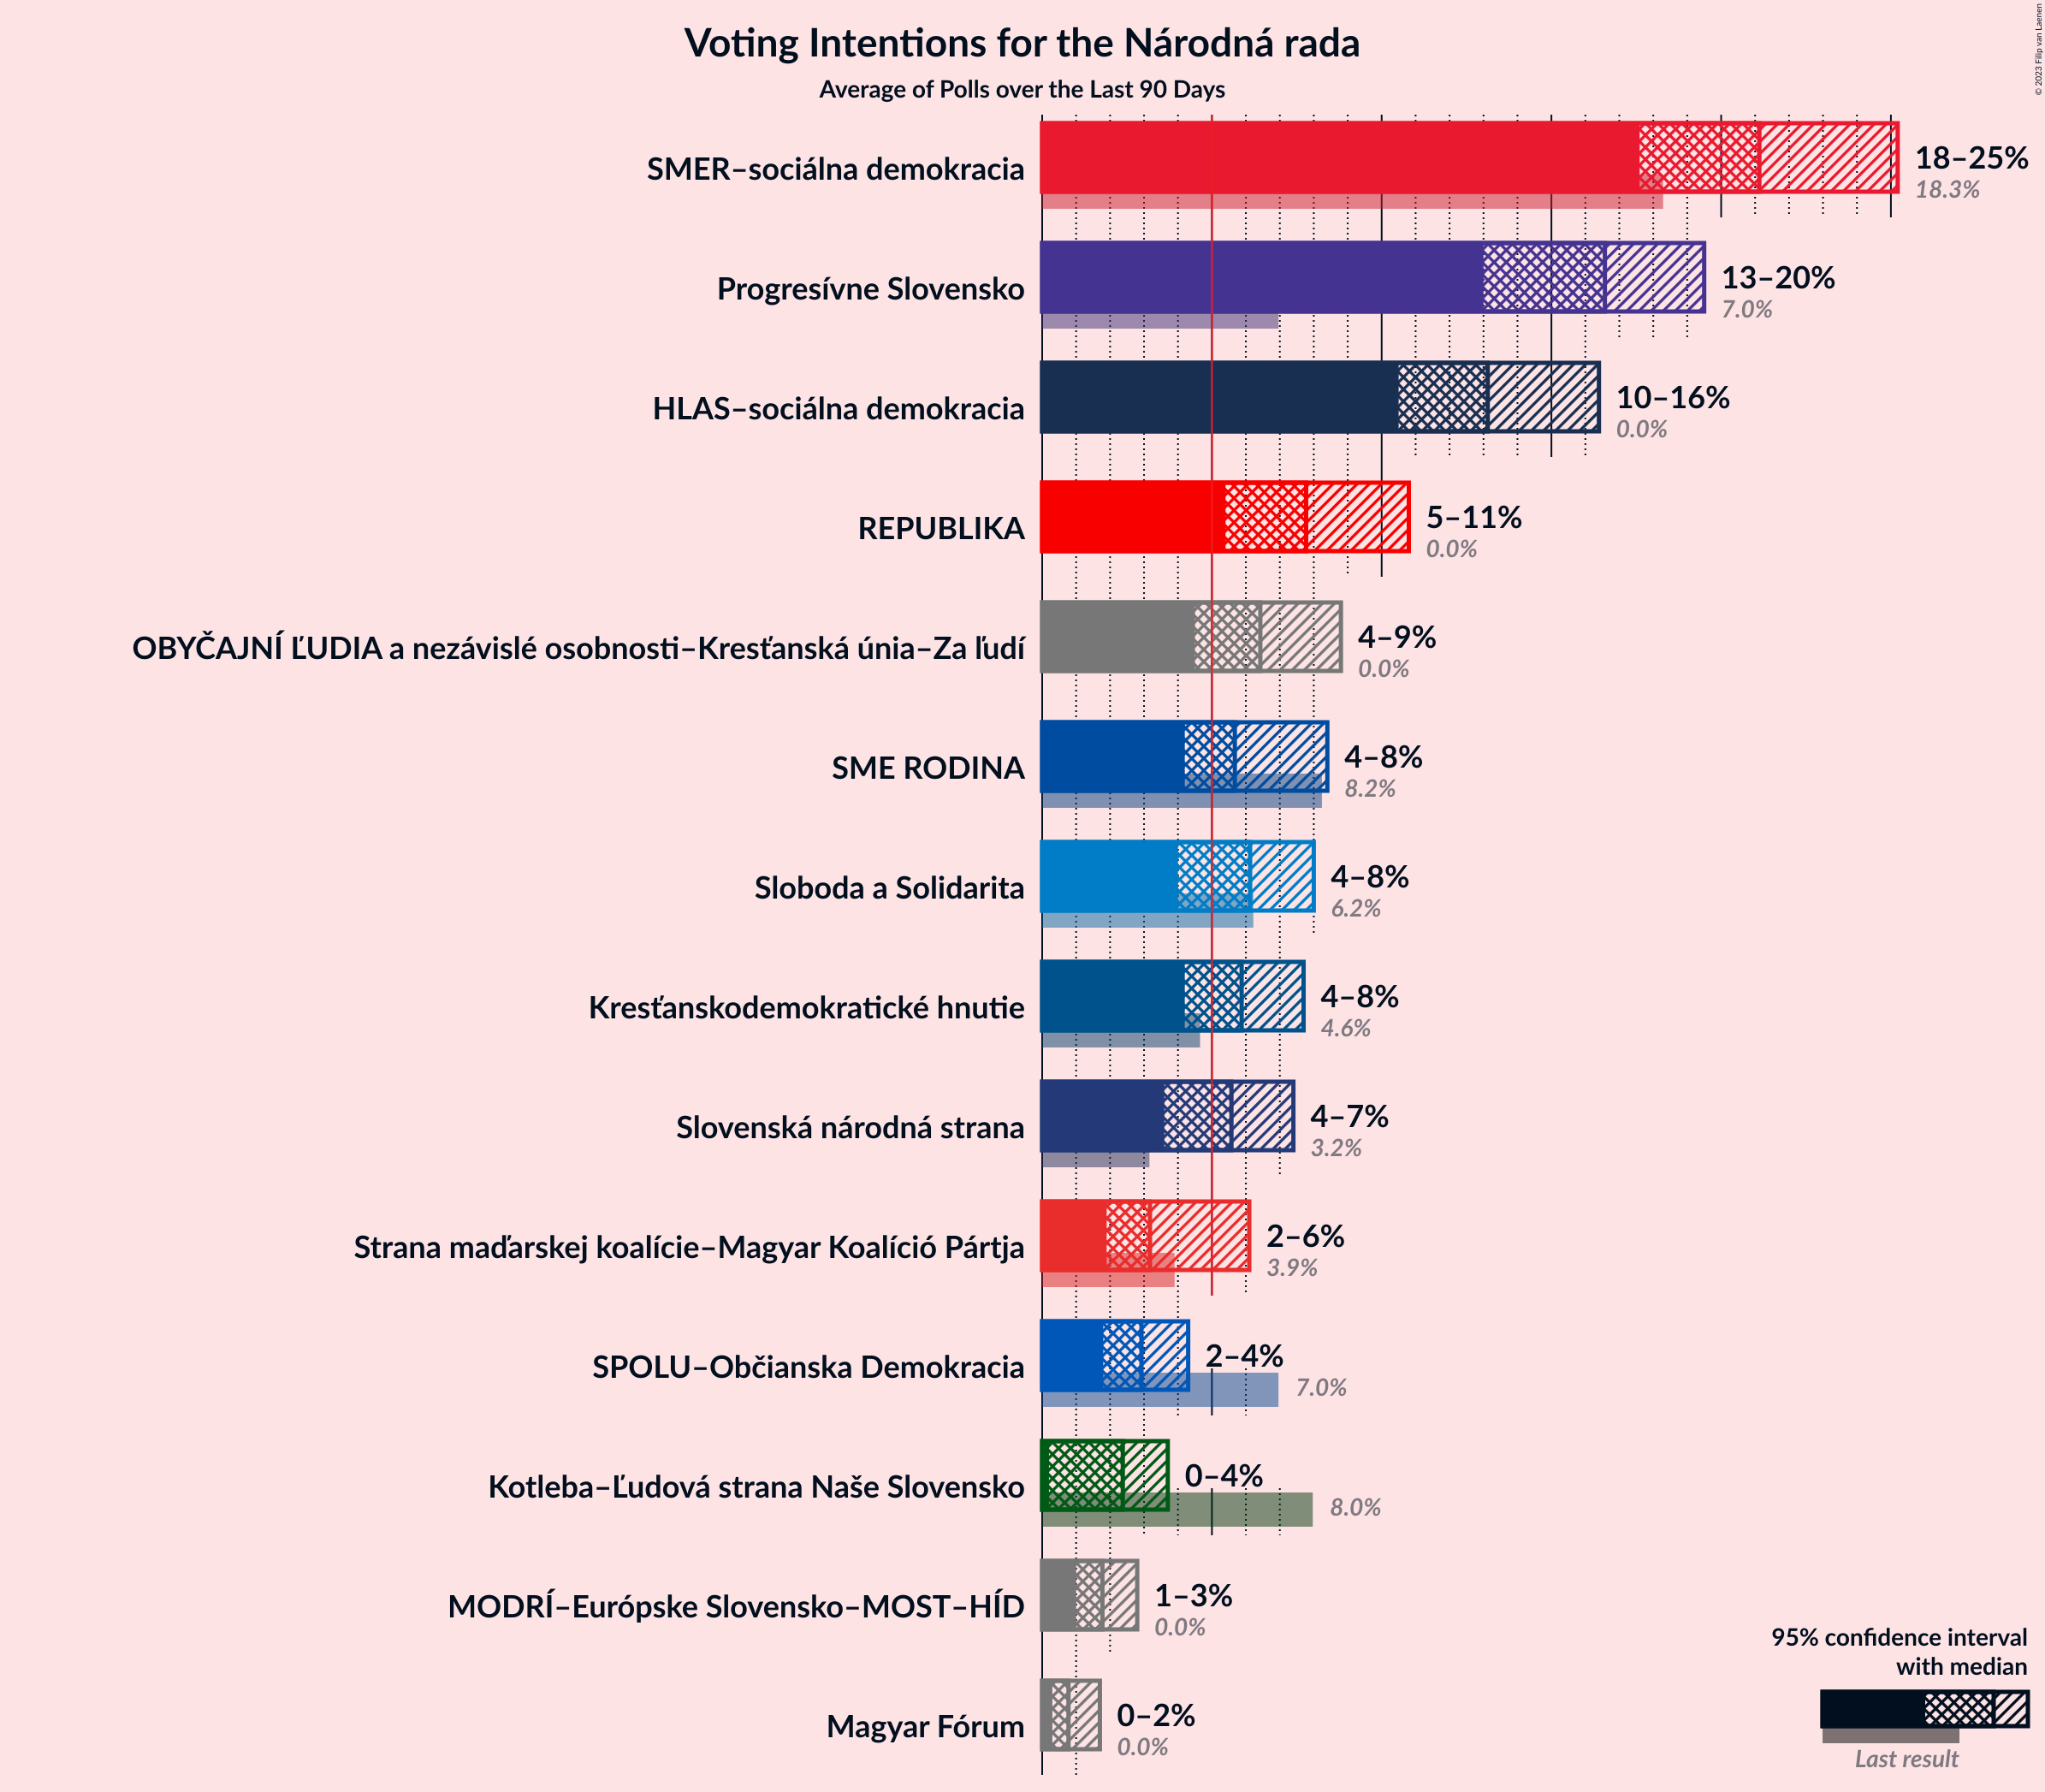 Voting Intentions for the Národná rada
Average of Polls over the Last 90 Days
© 2023 Filip van Laenen
SMER–sociálna demokracia
18–25%
18.3%
Progresívne Slovensko
13–20%
7.0%
HLAS–sociálna demokracia
10–16%
0.0%
REPUBLIKA
5–11%
0.0%
OBYČAJNÍ ĽUDIA a nezávislé osobnosti–Kresťanská únia–Za ľudí
4–9%
0.0%
SME RODINA
4–8%
8.2%
Sloboda a Solidarita
4–8%
6.2%
Kresťanskodemokratické hnutie
4–8%
4.6%
Slovenská národná strana
4–7%
3.2%
Strana maďarskej koalície–Magyar Koalíció Pártja
2–6%
3.9%
SPOLU–Občianska Demokracia
2–4%
7.0%
Kotleba–Ľudová strana Naše Slovensko
0–4%
8.0%
MODRÍ–Európske Slovensko–MOST–HÍD
1–3%
0.0%
Magyar Fórum
0–2%
0.0%
95% confidence interval
with median
Last result